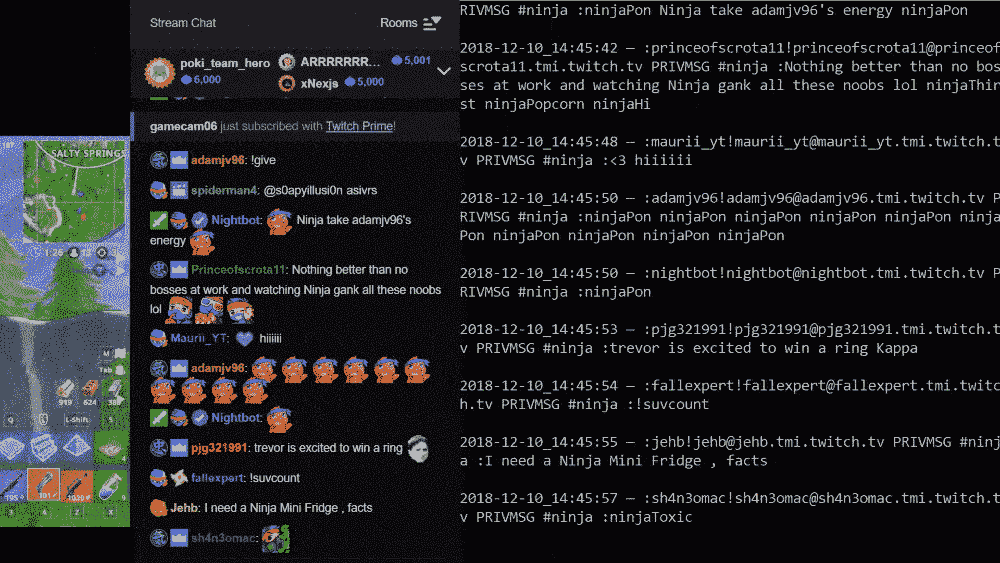 SALTY SPRINGS
1:26
12
M
Tab
919
624
Q
L-Shift
Stream Chat
Rooms
poki_team_hero
6,000
ARRRRRRR...
5,001
xNexjs
5,000
gamecam06 just subscribed with Twitch Prime!
adamjv96: !give
spiderman4: @s0apyillusi0n asivrs
Nightbot: Ninja take adamjv96's
energy
Princeofscrota11: Nothing better than no
bosses at work and watching Ninja gank all these noobs
lol
Maurii_YT: hiiiiii
adamjv96:
Nightbot:
pjg321991: trevor is excited to win a ring
fallexpert: !suvcount
Jehb: I need a Ninja Mini Fridge , facts
sh4n3omac:
RIVMSG #ninja :ninjaPon Ninja take adamjv96's energy ninjaPon
2018-12-10_14:45:42 — :princeofscrota11!princeofscrota11@princeof
scrota11.tmi.twitch.tv PRIVMSG #ninja :Nothing better than no bos
ses at work and watching Ninja gank all these noobs lol ninjaThir
st ninjaPopcorn ninjaHi
2018-12-10_14:45:48 — :maurii_yt!maurii_yt@maurii_yt.tmi.twitch.t
v PRIVMSG #ninja :<3 hiiiiii
2018-12-10_14:45:50 — :adamjv96!adamjv96@adamjv96.tmi.twitch.tv P
RIVMSG #ninja :ninjaPon ninjaPon ninjaPon ninjaPon ninjaPon ninja
Pon ninjaPon ninjaPon ninjaPon ninjaPon
2018-12-10_14:45:50 — :nightbot!nightbot@nightbot.tmi.twitch.tv P
RIVMSG #ninja :ninjaPon
2018-12-10_14:45:53 — :pjg321991!pjg321991@pjg321991.tmi.twitch.t
v PRIVMSG #ninja :trevor is excited to win a ring Kappa
2018-12-10_14:45:54 — :fallexpert!fallexpert@fallexpert.tmi.twitc
h.tv PRIVMSG #ninja :!suvcount
2018-12-10_14:45:55 — :jehb!jehb@jehb.tmi.twitch.tv PRIVMSG #ninj
a :I need a Ninja Mini Fridge , facts
2018-12-10_14:45:57 — :sh4n3omac!sh4n3omac@sh4n3omac.tmi.twitch.t
v PRIVMSG #ninja :ninjaToxic